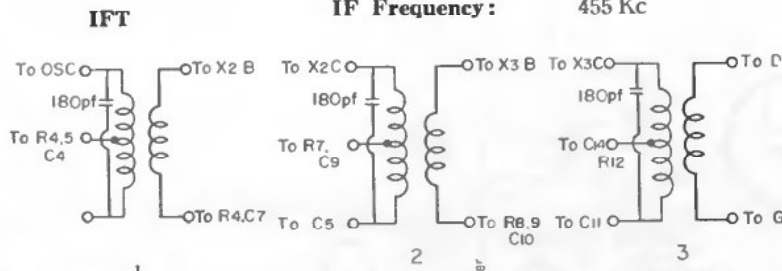 IFT
IF Frequency: 455 Kc
To OSC
180pf
To R4,5
C4
To X2 B
To R4,C7
1
To X2C
180pf
To R7,
C9
To C5
To X3 B
To R8,9
C10
2
To X3C
180pf
To C14
R12
To C11
To
To G
3